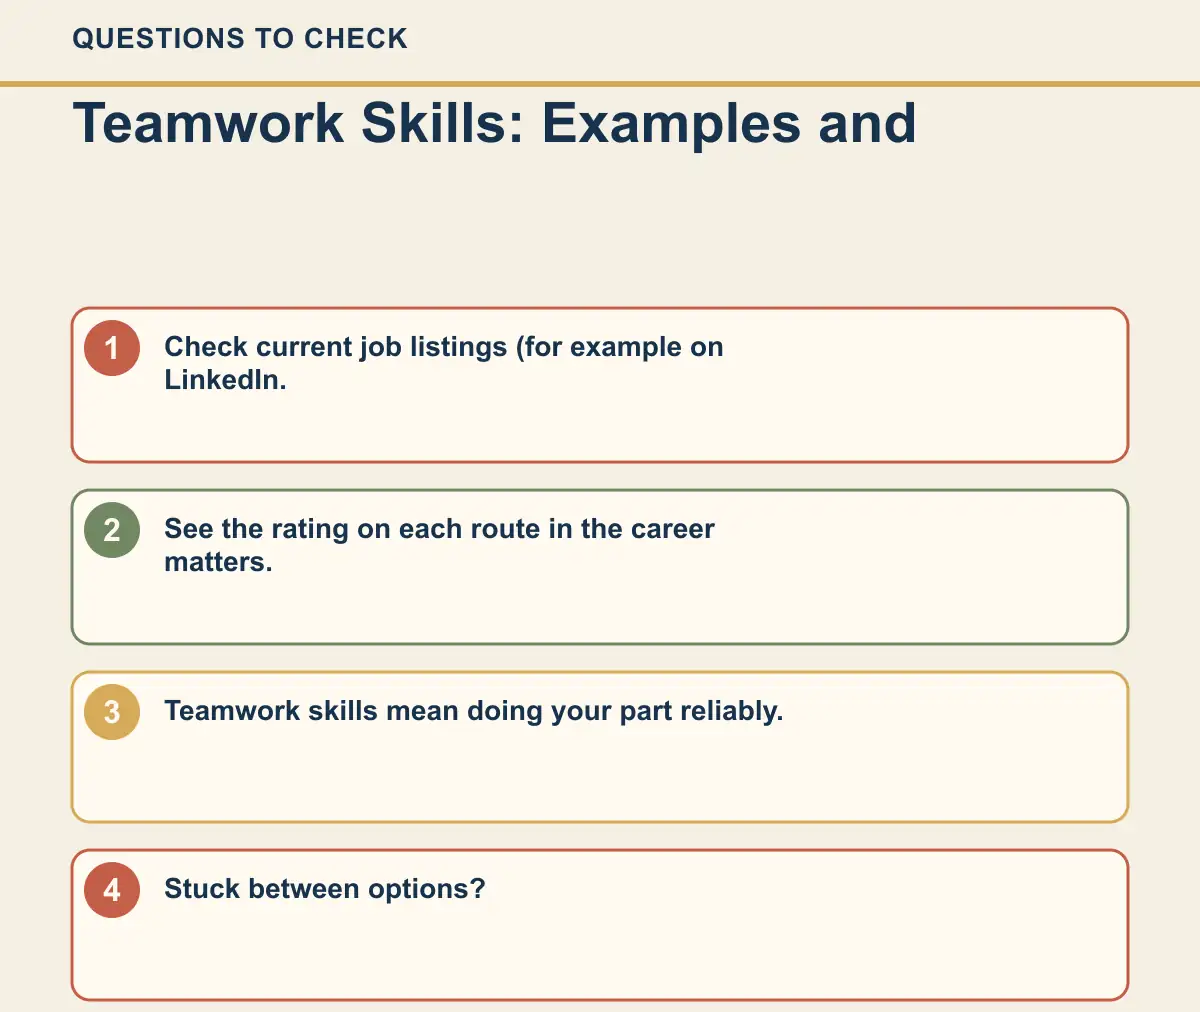 QUESTIONS TO CHECK
Teamwork Skills: Examples and
1
Check current job listings (for example on
LinkedIn.
2
See the rating on each route in the career
matters.
3
Teamwork skills mean doing your part reliably.
4
Stuck between options?